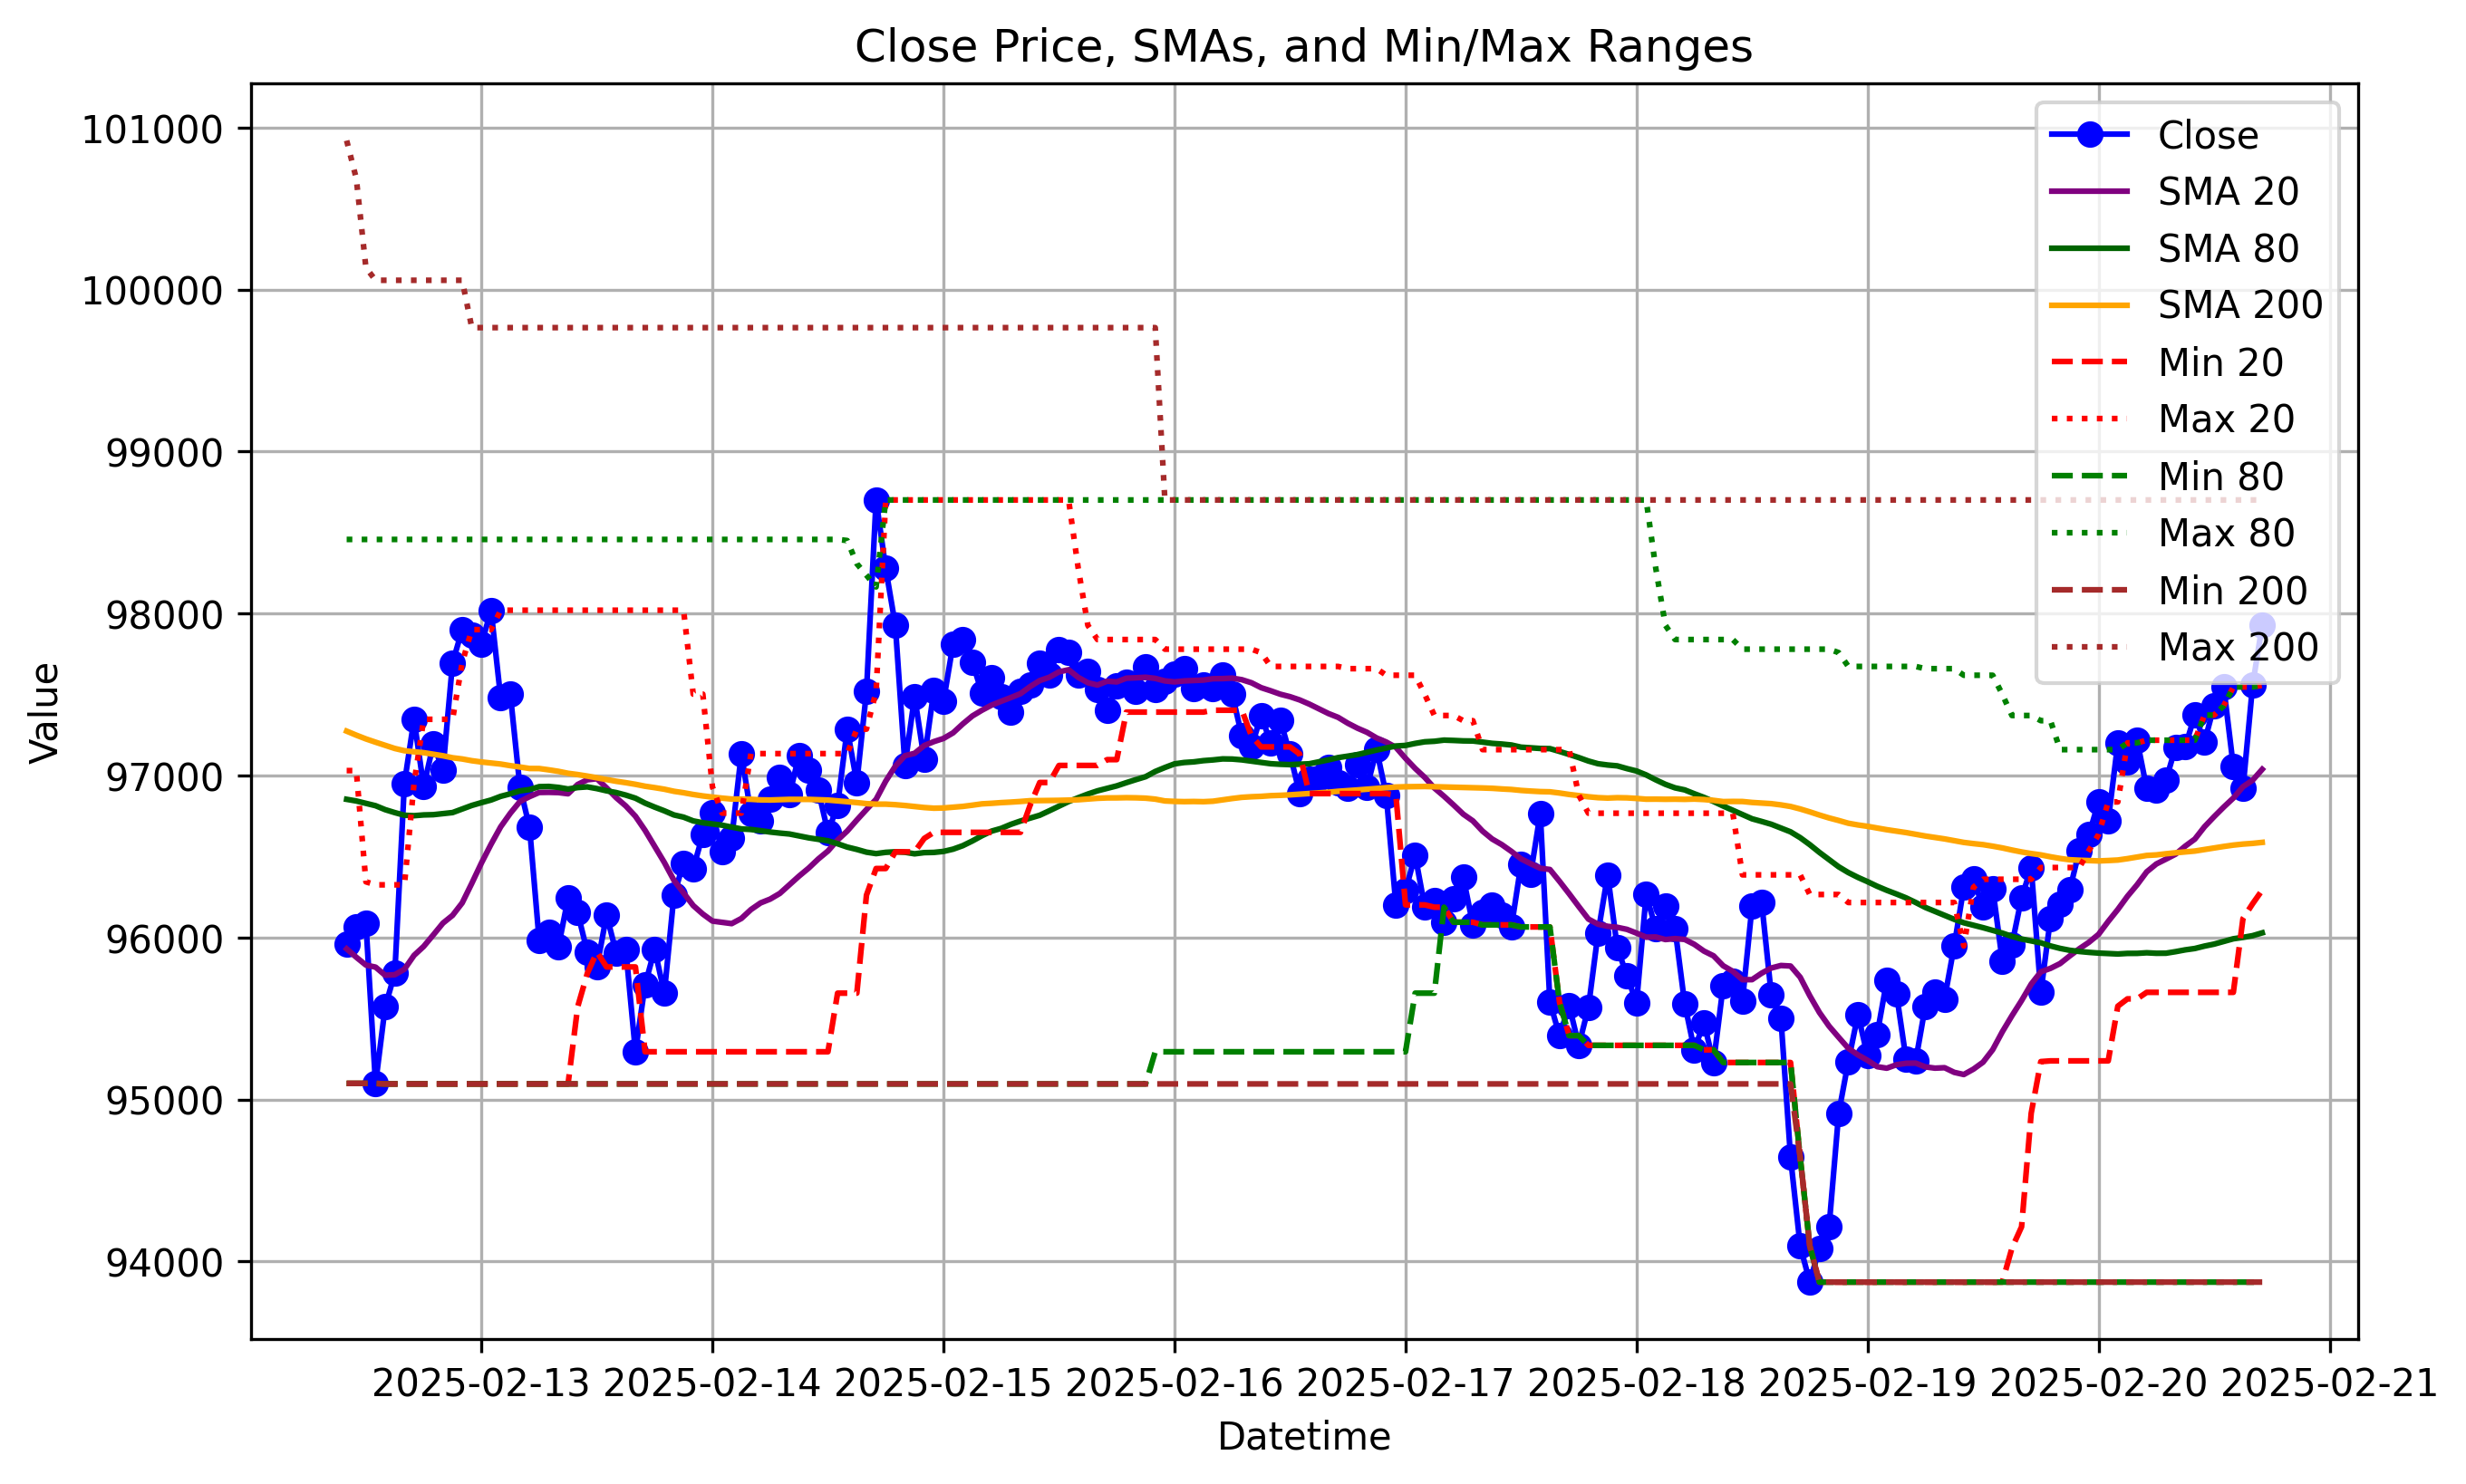 Close Price, SMAs, and Min/Max Ranges
Value
101000
100000
99000
98000
97000
96000
95000
94000
Close
SMA 20
SMA 80
SMA 200
Min 20
Max 20
Min 80
Max 80
Min 200
Max 200
2025-02-13 2025-02-14 2025-02-15 2025-02-16 2025-02-17 2025-02-18 2025-02-19 2025-02-20 2025-02-21
Datetime